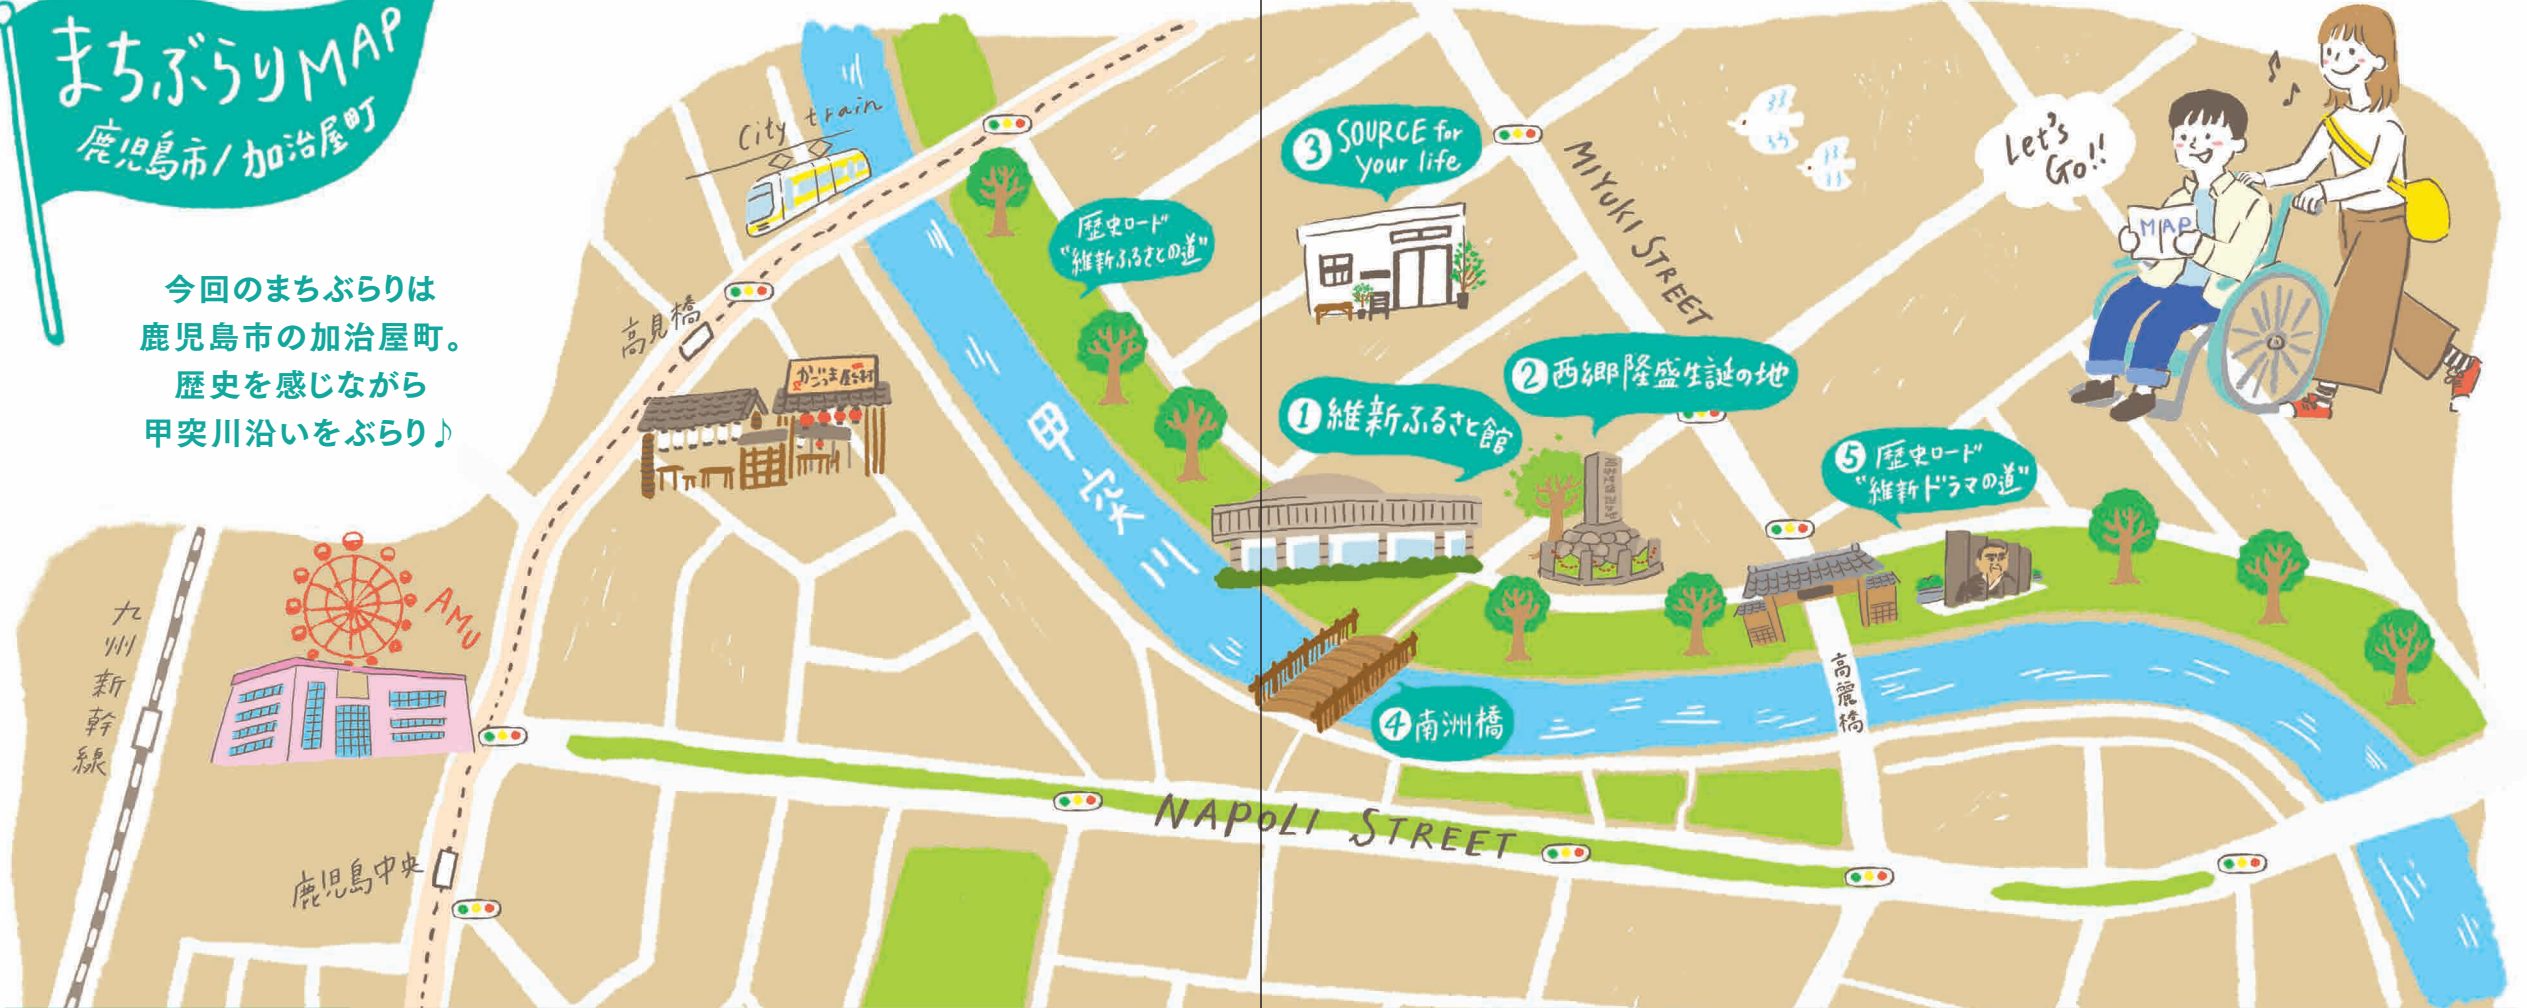 まちぶらりMAP
鹿児島市/加治屋町
今回のまちぶらりは
鹿児島市の加治屋町。
歴史を感じながら
甲突川沿いをぶらり♪
City train
高見橋
かごっま屋台村
歴史ロード
"維新ふるさとの道"
甲突川
③SOURCE for
your life
MIYUKI STREET
Let's
Go!!
MAP
②西郷隆盛生誕の地
①維新ふるさと館
⑤歴史ロード
"維新ドラマの道"
九州新幹線
AMU
高麗橋
④南洲橋
NAPOLI STREET
鹿児島中央